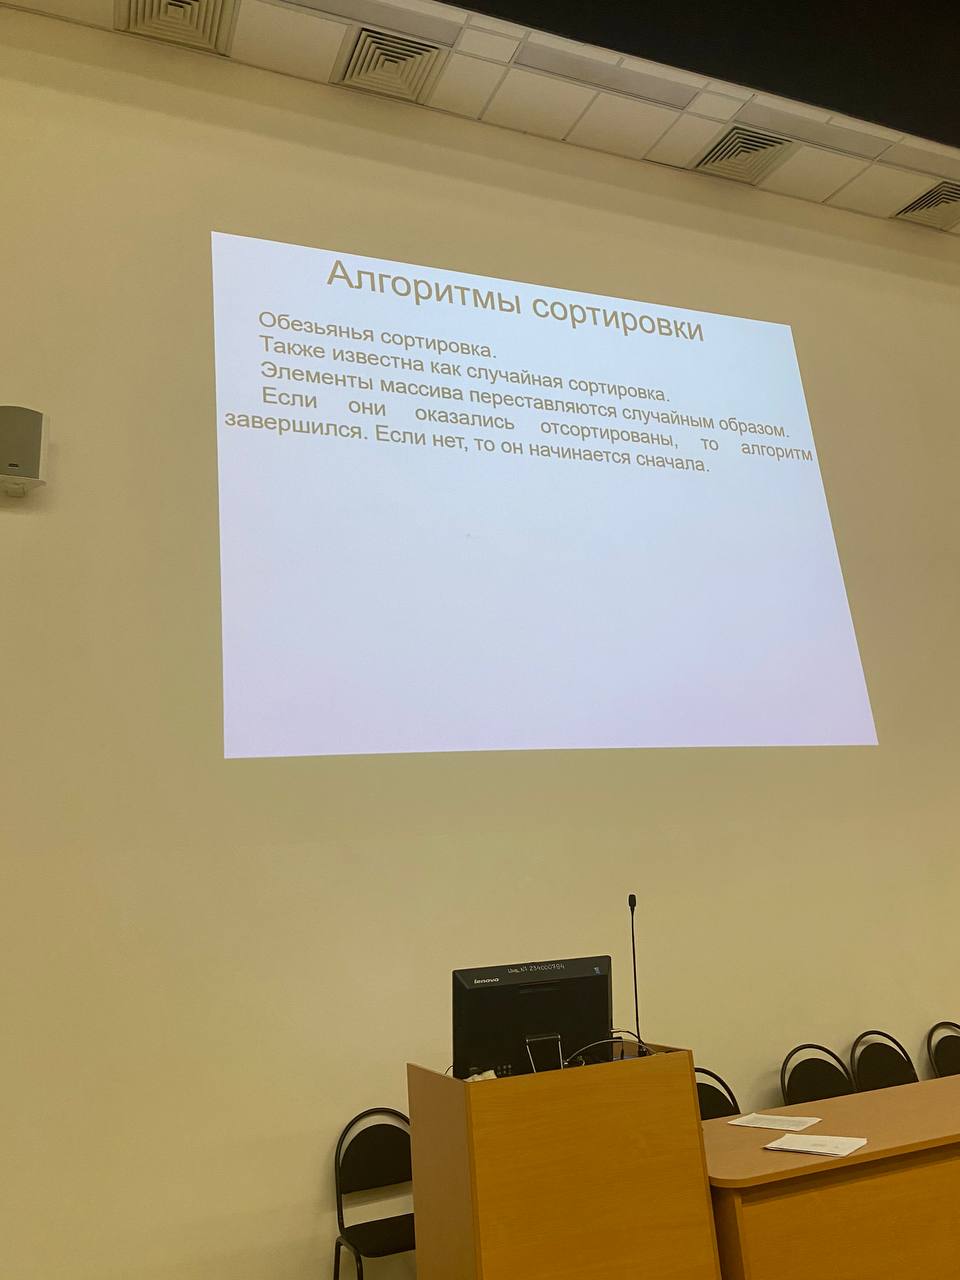 Алгоритмы сортировки
Обезьянья сортировка.
Также известна как случайная сортировка.
Элементы массива переставляются случайным образом.
Если они оказались отсортированы, то алгоритм
завершился. Если нет, то он начинается сначала.
lenovo
234000784